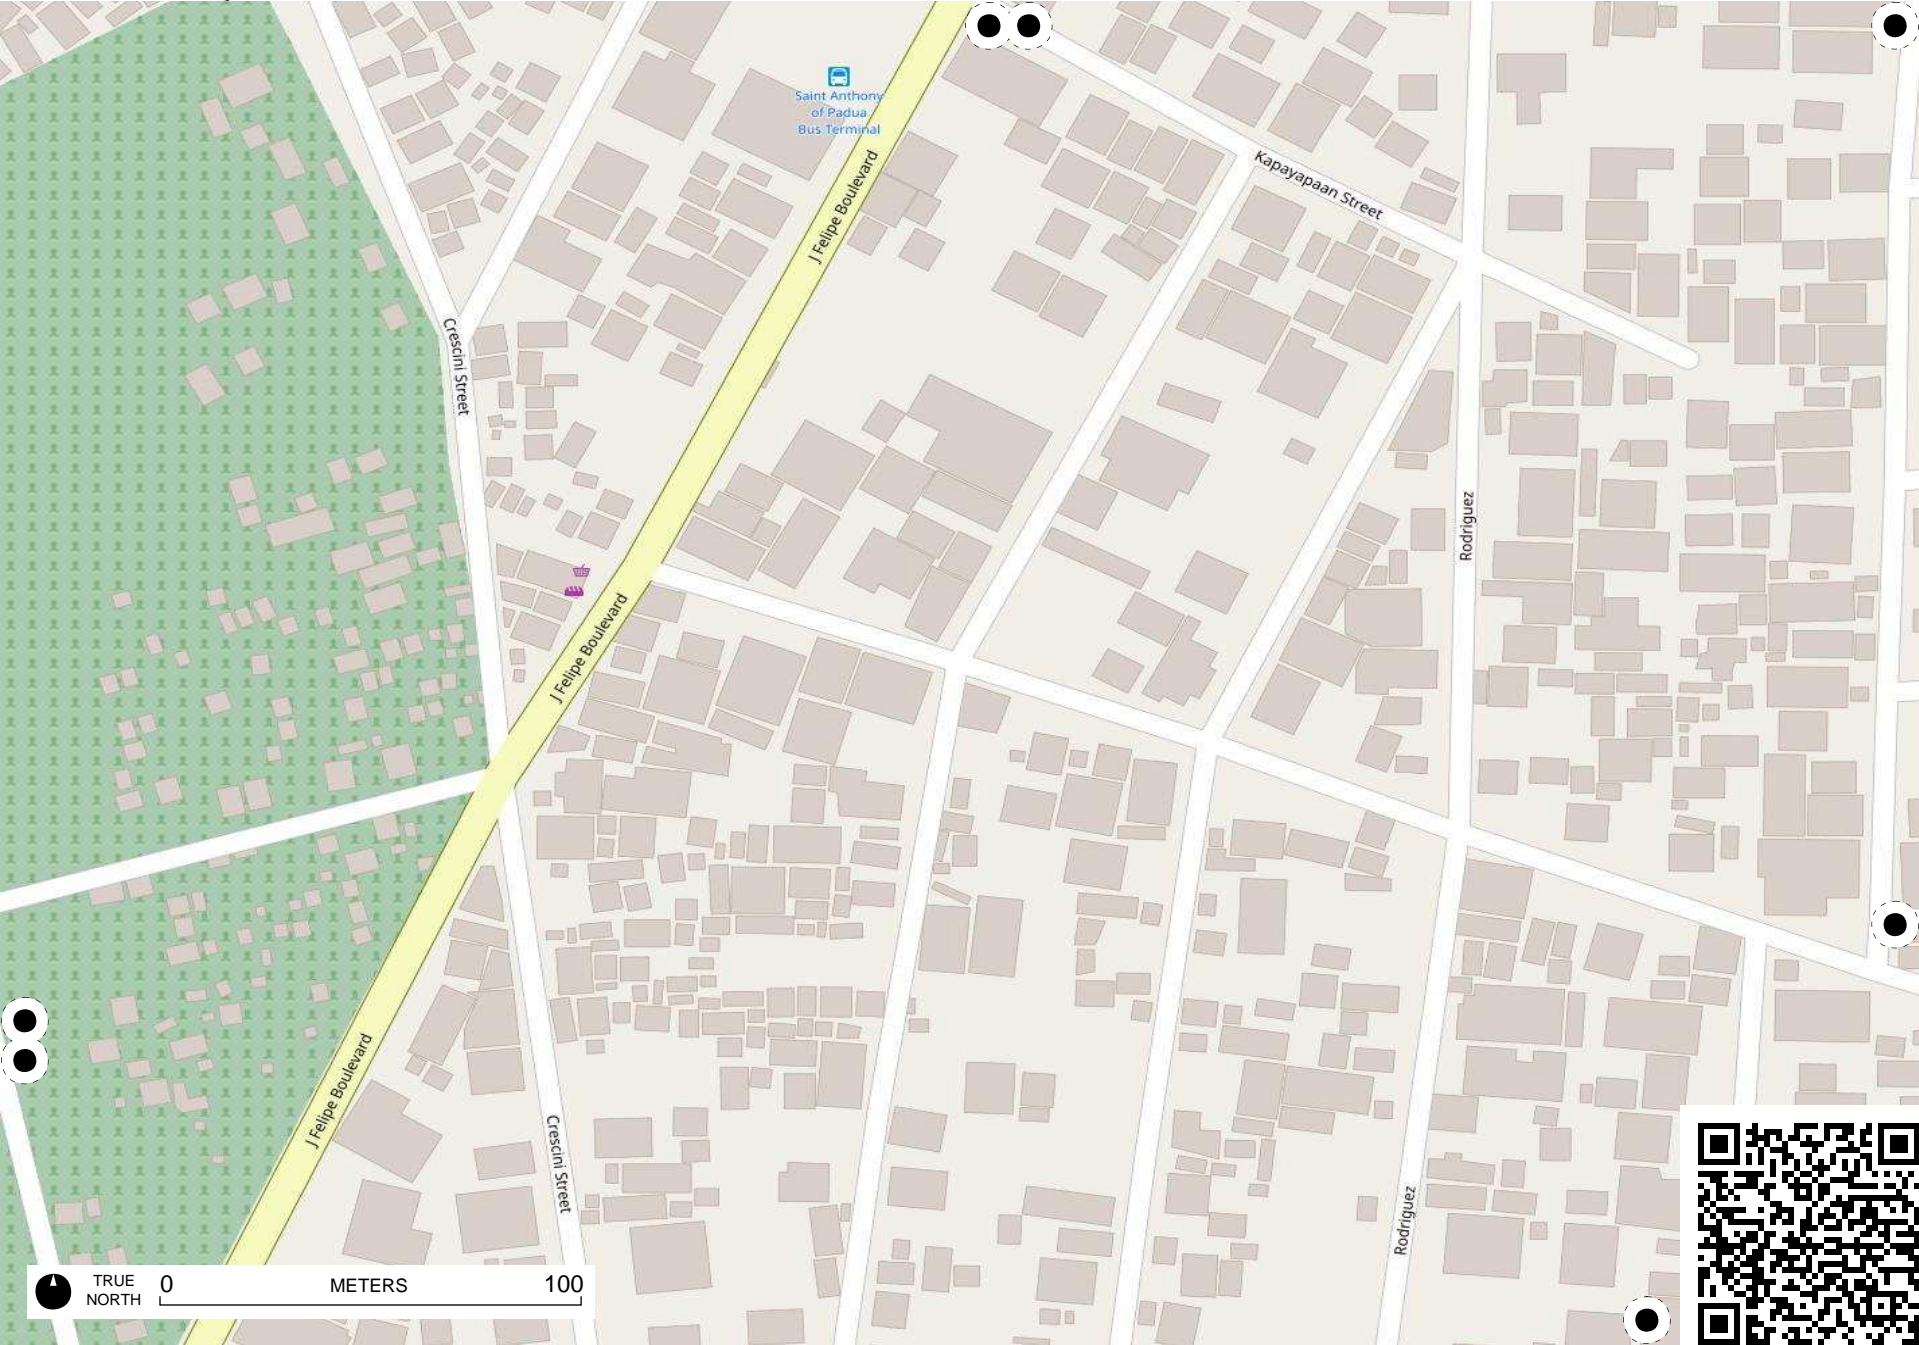 Saint Anthony
of Padua
Bus Terminal
J Felipe Boulevard
Kapayapaan Street
Crescini Street
Rodriguez
J Felipe Boulevard
J Felipe Boulevard
Crescini Street
Rodriguez
TRUE
NORTH
0 METERS 100